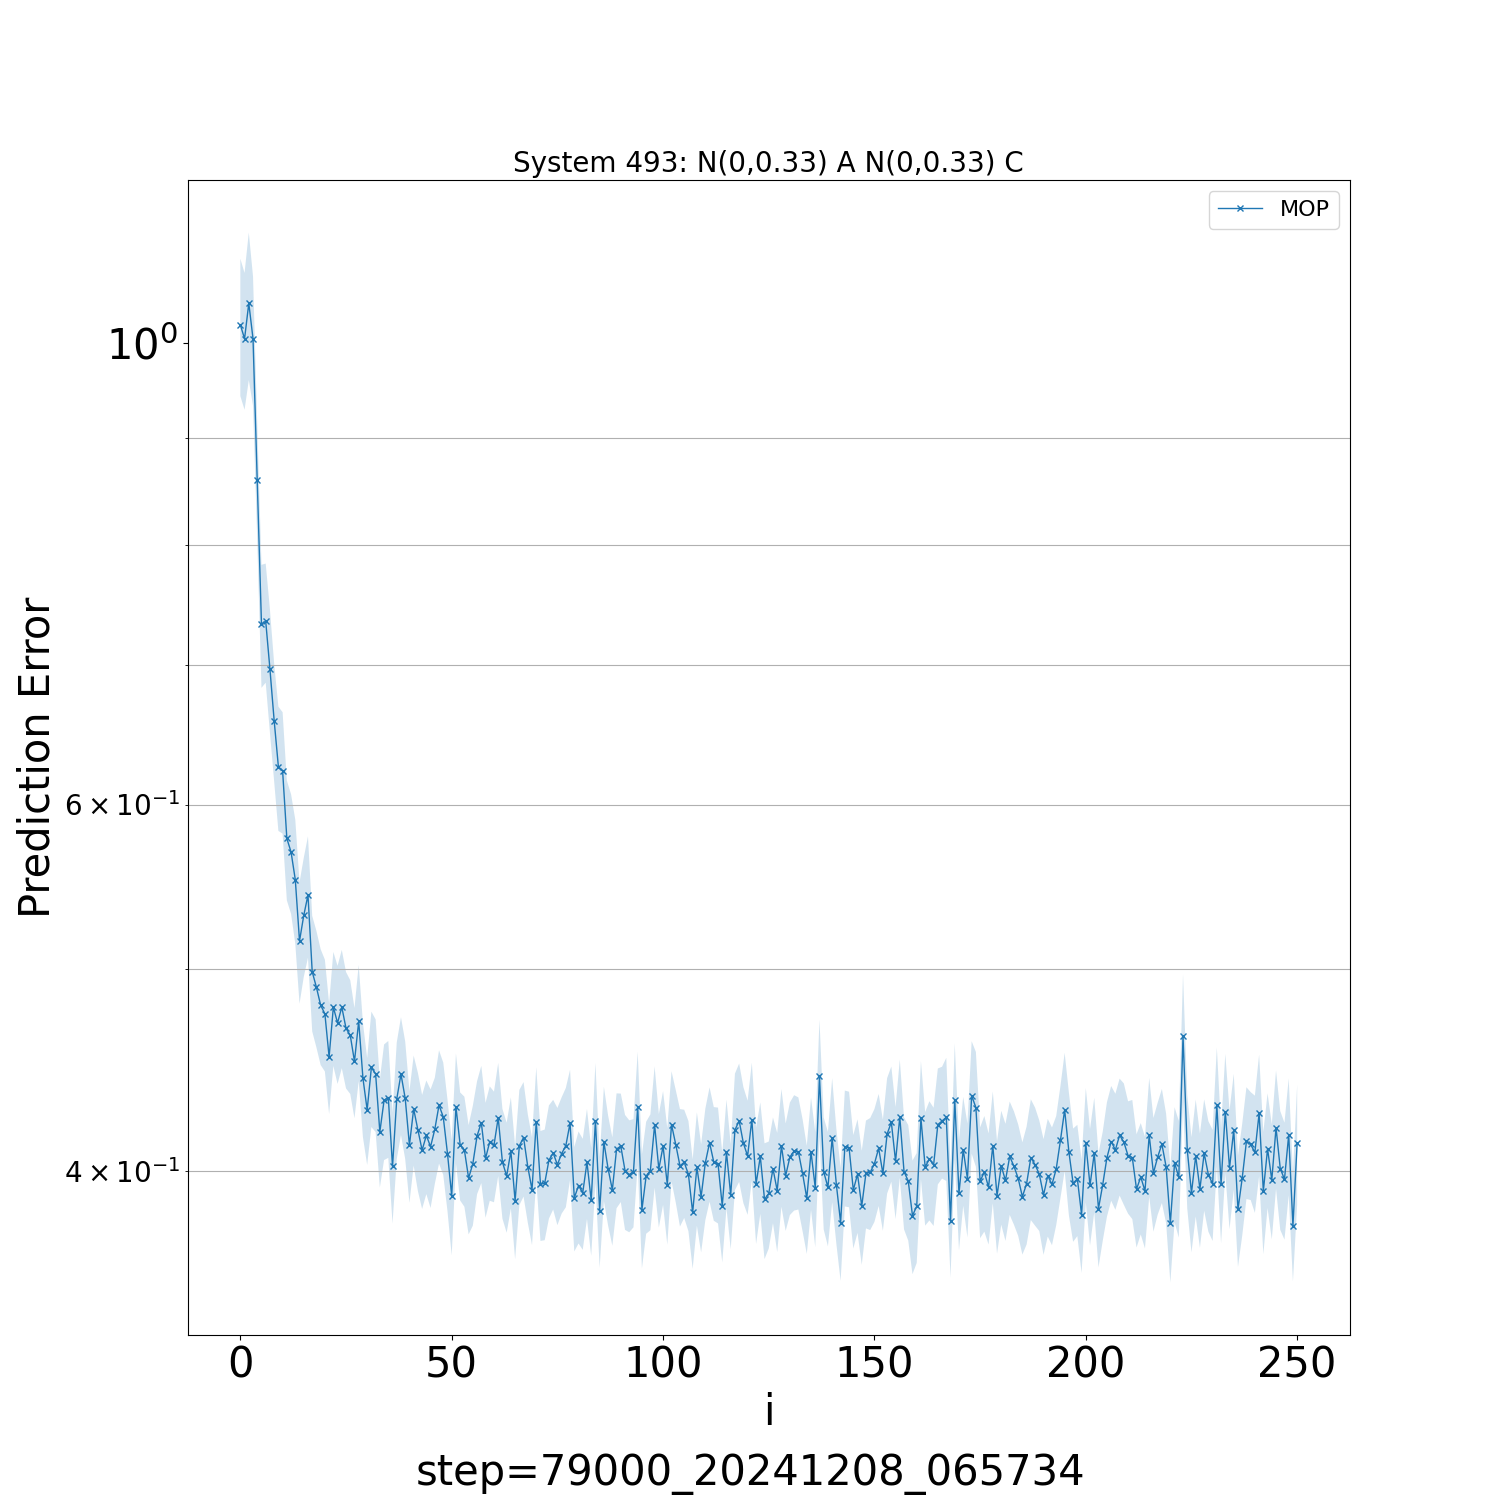 System 493: N(0,0.33) A N(0,0.33) C
MOP
10⁰
6 × 10⁻¹
4 × 10⁻¹
Prediction Error
0 50 100 150 200 250
i
step=79000_20241208_065734